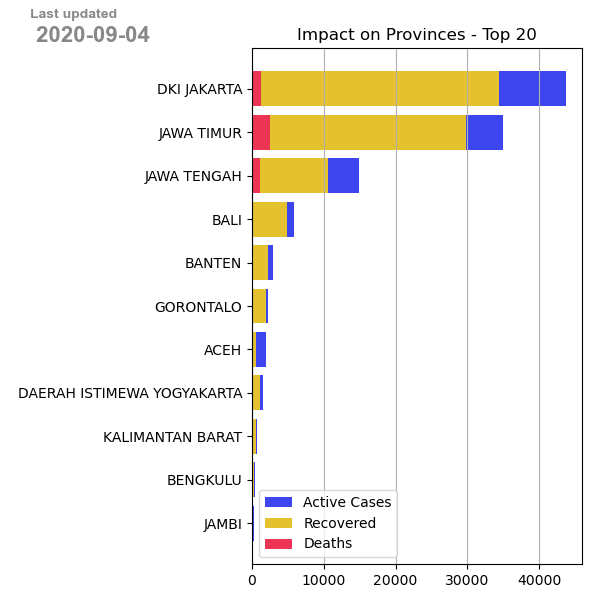 Last updated
2020-09-04
Impact on Provinces - Top 20
DKI JAKARTA
JAWA TIMUR
JAWA TENGAH
BALI
BANTEN
GORONTALO
ACEH
DAERAH ISTIMEWA YOGYAKARTA
KALIMANTAN BARAT
BENGKULU
JAMBI
Active Cases
Recovered
Deaths
0 10000 20000 30000 40000